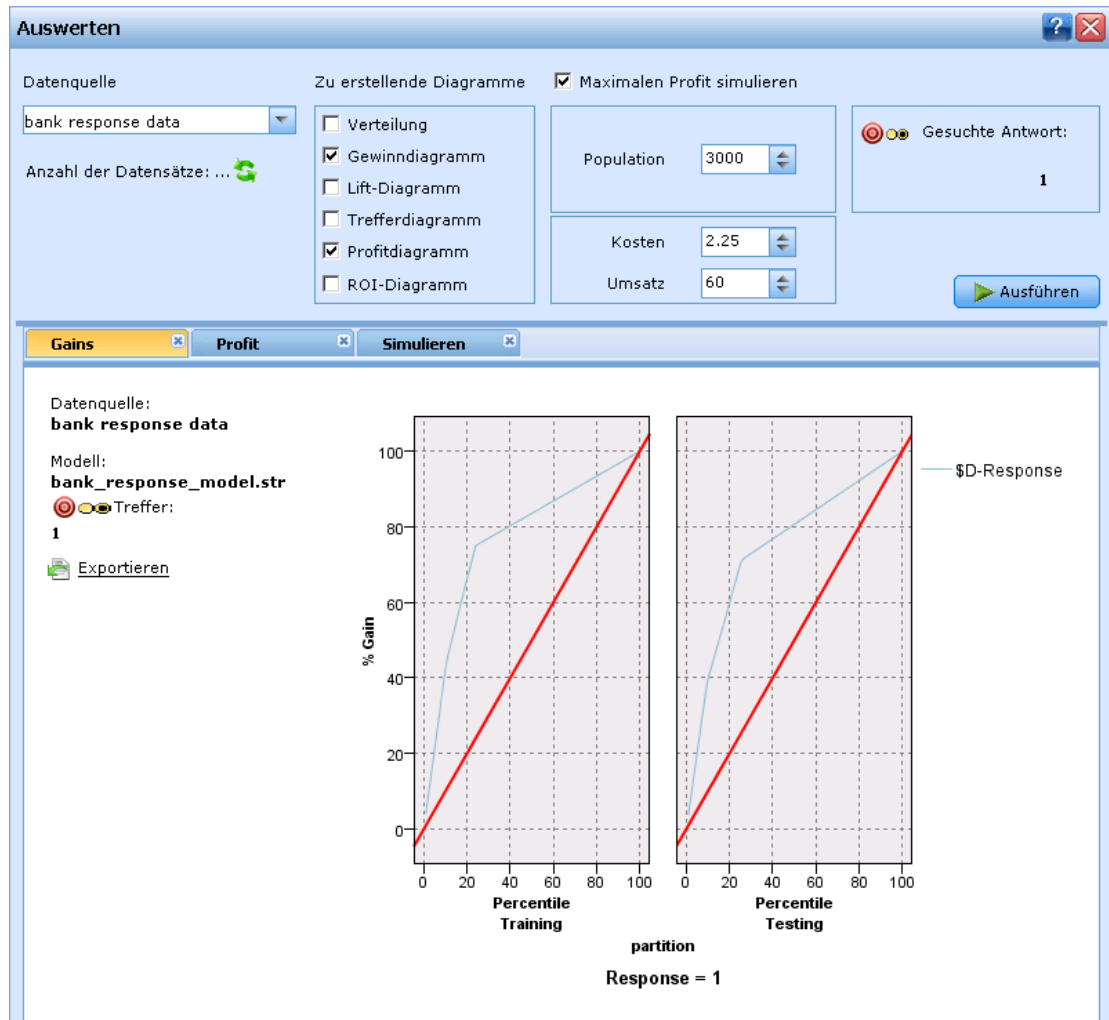 Auswerten
Datenquelle
bank response data
Anzahl der Datensätze: ...
Zu erstellende Diagramme
Verteilung
Gewinndiagramm
Lift-Diagramm
Trefferdiagramm
Profitdiagramm
ROI-Diagramm
Maximalen Profit simulieren
Population 3000
Kosten 2.25
Umsatz 60
Gesuchte Antwort:
1
Ausführen
Gains
Profit
Simulieren
Datenquelle:
bank response data
Modell:
bank_response_model.str
Treffer:
1
Exportieren
% Gain
100
80
60
40
20
0
0 20 40 60 80 100
Percentile
Training
0 20 40 60 80 100
Percentile
Testing
partition
Response = 1
$D-Response